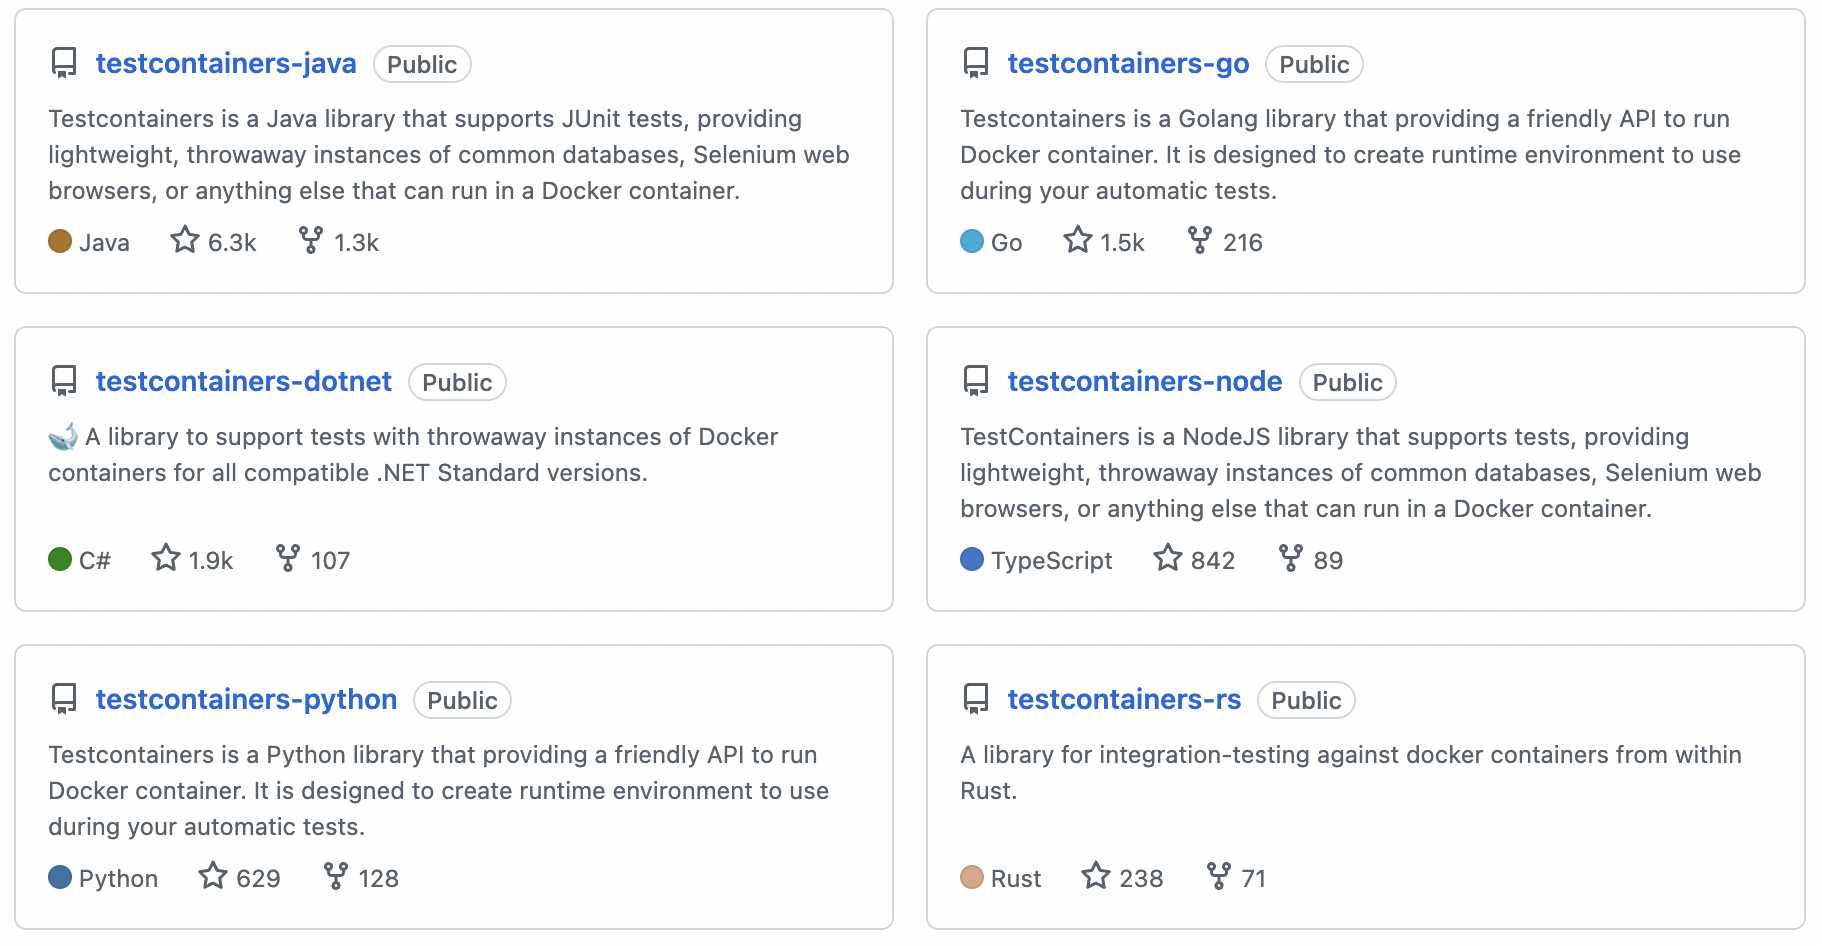 testcontainers-java Public
Testcontainers is a Java library that supports JUnit tests, providing
lightweight, throwaway instances of common databases, Selenium web
browsers, or anything else that can run in a Docker container.
Java 6.3k 1.3k
testcontainers-go Public
Testcontainers is a Golang library that providing a friendly API to run
Docker container. It is designed to create runtime environment to use
during your automatic tests.
Go 1.5k 216
testcontainers-dotnet Public
🐋 A library to support tests with throwaway instances of Docker
containers for all compatible .NET Standard versions.
C# 1.9k 107
testcontainers-node Public
TestContainers is a NodeJS library that supports tests, providing
lightweight, throwaway instances of common databases, Selenium web
browsers, or anything else that can run in a Docker container.
TypeScript 842 89
testcontainers-python Public
Testcontainers is a Python library that providing a friendly API to run
Docker container. It is designed to create runtime environment to use
during your automatic tests.
Python 629 128
testcontainers-rs Public
A library for integration-testing against docker containers from within
Rust.
Rust 238 71